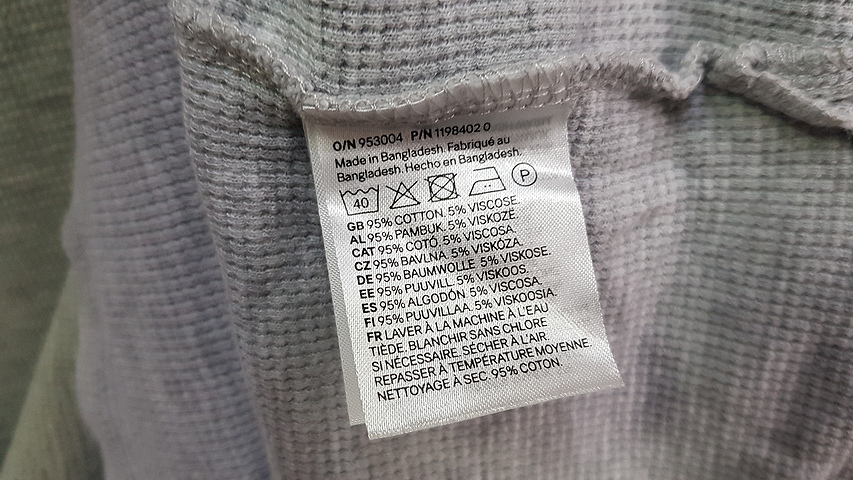 O/N 953004 P/N 1198402 0
Made in Bangladesh. Fabriqué au
Bangladesh. Hecho en Bangladesh.
40 P
GB 95% COTTON. 5% VISCOSE.
AL 95% PAMBUK. 5% VISKOZË.
CAT 95% COTÓ. 5% VISCOSA.
CZ 95% BAVLNA. 5% VISKÓZA.
DE 95% BAUMWOLLE. 5% VISKOSE.
EE 95% PUUVILL. 5% VISKOOS.
ES 95% ALGODÓN. 5% VISCOSA.
FI 95% PUUVILLAA. 5% VISKOOSIA.
FR LAVER À LA MACHINE À L'EAU
TIÈDE. BLANCHIR SANS CHLORE
SI NÉCESSAIRE. SÉCHER À L'AIR.
REPASSER À TEMPÉRATURE MOYENNE.
NETTOYAGE À SEC. 95% COTON.